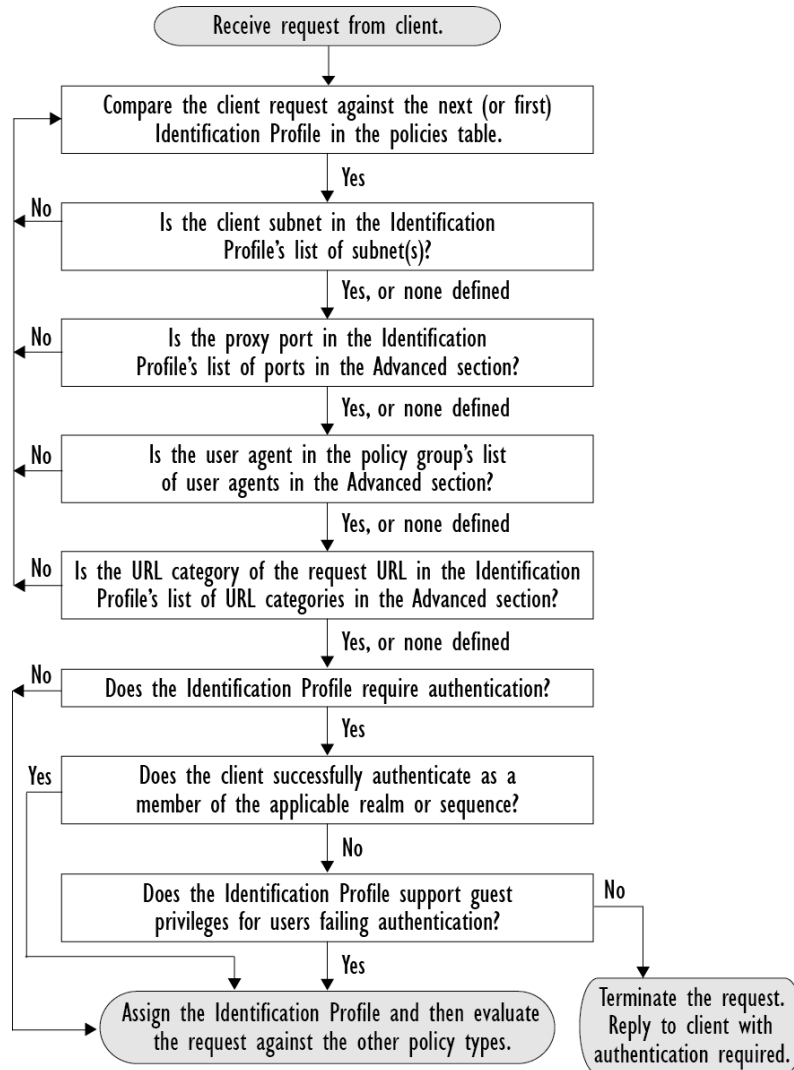 Receive request from client.
Compare the client request against the next (or first)
Identification Profile in the policies table.
Yes
No
Is the client subnet in the Identification
Profile's list of subnet(s)?
Yes, or none defined
No
Is the proxy port in the Identification
Profile's list of ports in the Advanced section?
Yes, or none defined
No
Is the user agent in the policy group's list
of user agents in the Advanced section?
Yes, or none defined
No
Is the URL category of the request URL in the Identification
Profile's list of URL categories in the Advanced section?
Yes, or none defined
No
Does the Identification Profile require authentication?
Yes
Yes
Does the client successfully authenticate as a
member of the applicable realm or sequence?
No
Does the Identification Profile support guest
privileges for users failing authentication?
No
Yes
Assign the Identification Profile and then evaluate
the request against the other policy types.
Terminate the request.
Reply to client with
authentication required.